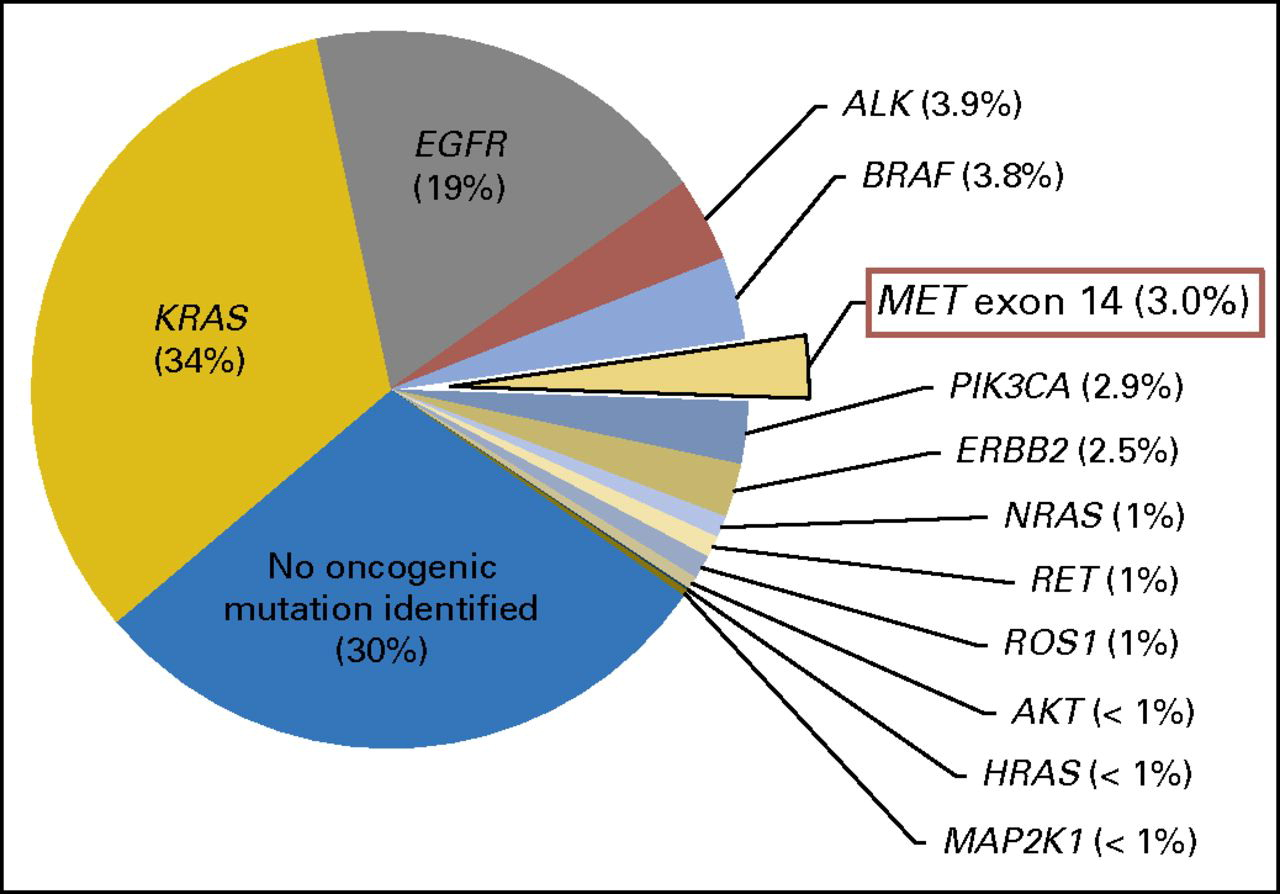 EGFR
(19%)
KRAS
(34%)
No oncogenic
mutation identified
(30%)
ALK (3.9%)
BRAF (3.8%)
MET exon 14 (3.0%)
PIK3CA (2.9%)
ERBB2 (2.5%)
NRAS (1%)
RET (1%)
ROS1 (1%)
AKT (< 1%)
HRAS (< 1%)
MAP2K1 (< 1%)